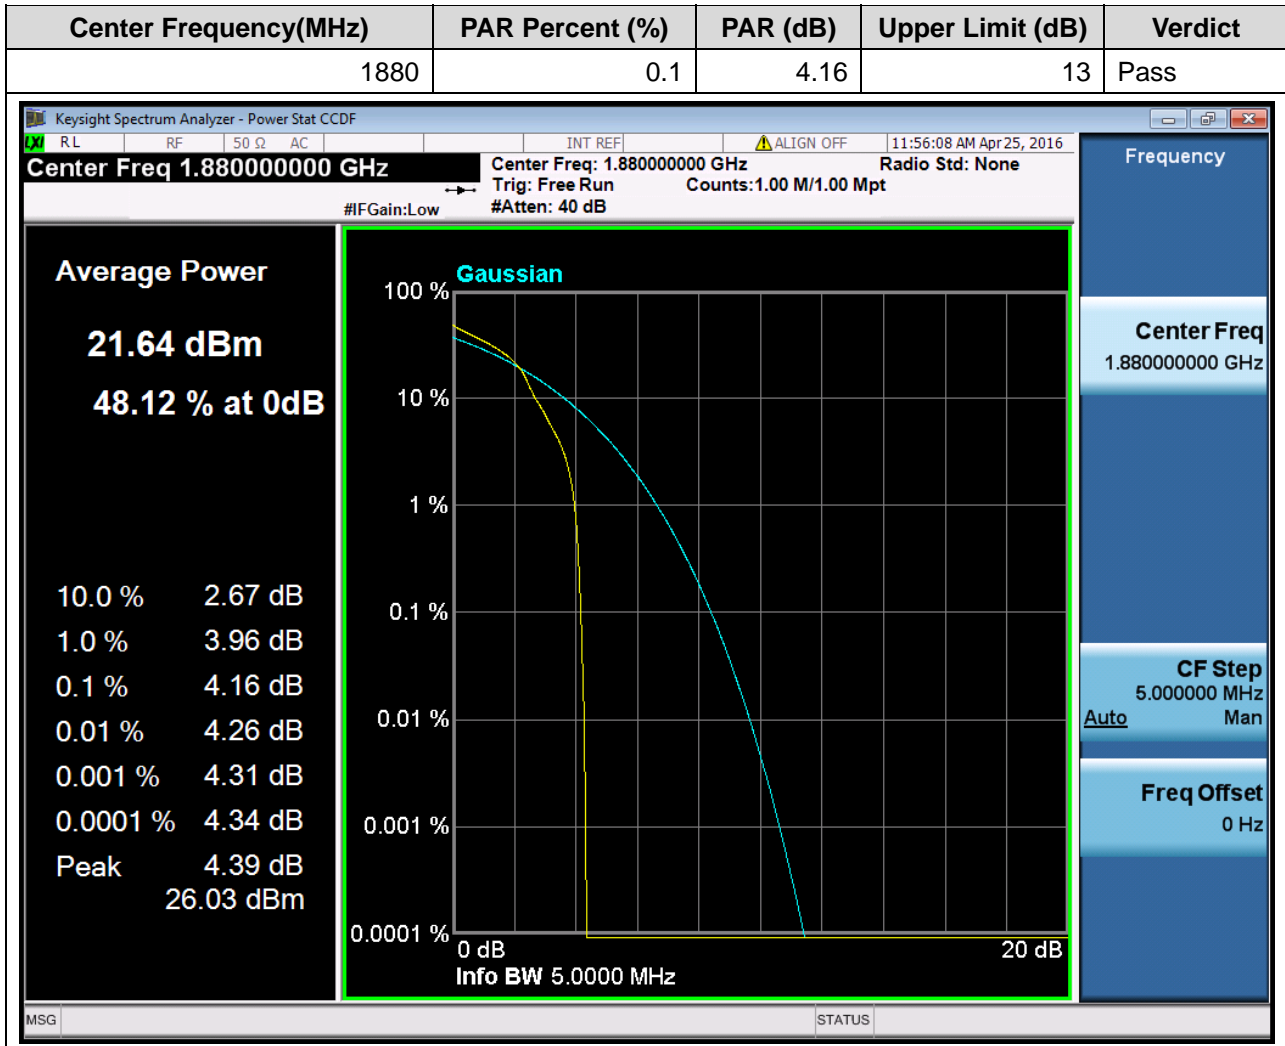 Center Frequency(MHz) PAR Percent (%) PAR (dB) Upper Limit (dB) Verdict
1880 0.1 4.16 13 Pass
Keysight Spectrum Analyzer - Power Stat CCDF
LXI RL RF 50 Ω AC INT REF ALIGN OFF 11:56:08 AM Apr 25, 2016
Center Freq 1.880000000 GHz
Center Freq: 1.880000000 GHz Radio Std: None
Trig: Free Run Counts:1.00 M/1.00 Mpt
#IFGain:Low #Atten: 40 dB
Frequency
Average Power
21.64 dBm
48.12 % at 0dB
10.0 % 2.67 dB
1.0 % 3.96 dB
0.1 % 4.16 dB
0.01 % 4.26 dB
0.001 % 4.31 dB
0.0001 % 4.34 dB
Peak 4.39 dB
26.03 dBm
Gaussian
100 %
10 %
1 %
0.1 %
0.01 %
0.001 %
0.0001 %
0 dB 20 dB
Info BW 5.0000 MHz
Center Freq
1.880000000 GHz
CF Step
5.000000 MHz
Auto Man
Freq Offset
0 Hz
MSG STATUS